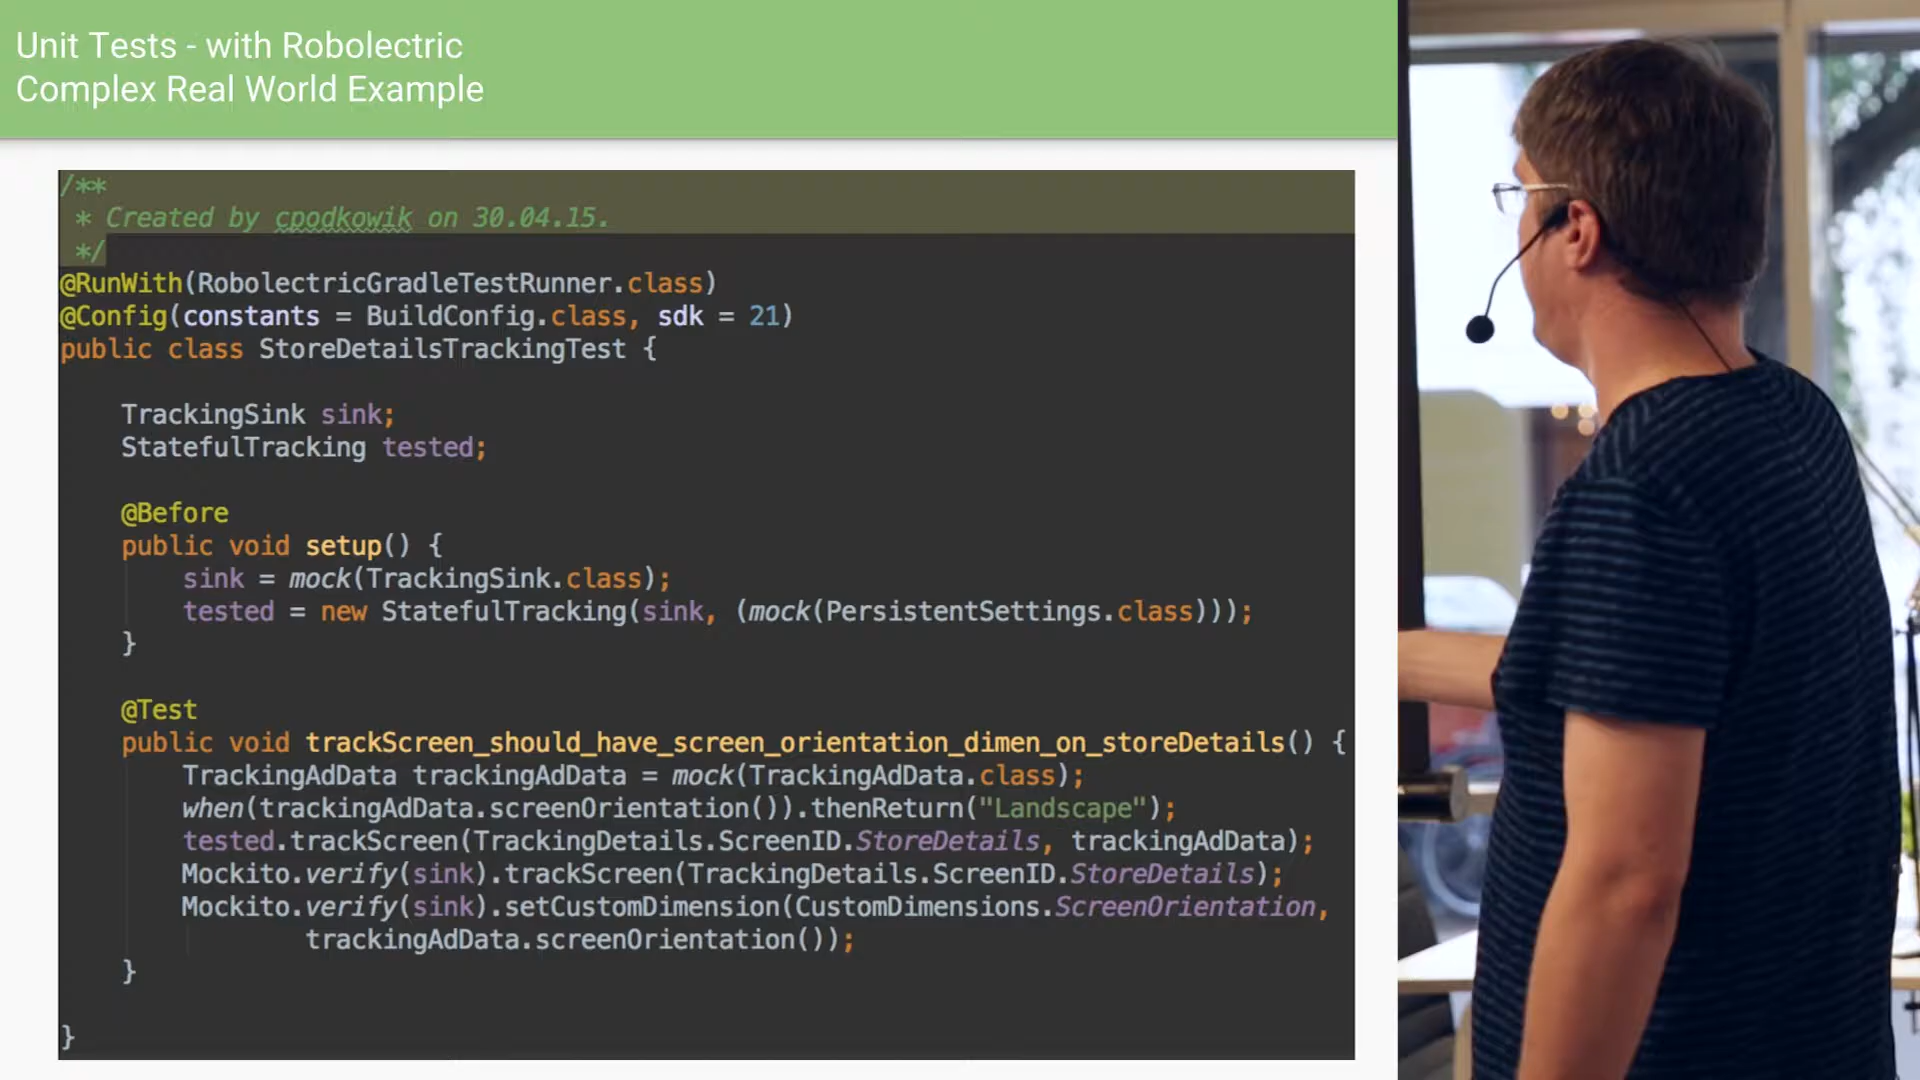 Unit Tests - with Robolectric
Complex Real World Example
/**
 * Created by cpodkowik on 30.04.15.
 */
@RunWith(RobolectricGradleTestRunner.class)
@Config(constants = BuildConfig.class, sdk = 21)
public class StoreDetailsTrackingTest {
    TrackingSink sink;
    StatefulTracking tested;
    @Before
    public void setup() {
        sink = mock(TrackingSink.class);
        tested = new StatefulTracking(sink, (mock(PersistentSettings.class)));
    }
    @Test
    public void trackScreen_should_have_screen_orientation_dimen_on_storeDetails() {
        TrackingAdData trackingAdData = mock(TrackingAdData.class);
        when(trackingAdData.screenOrientation()).thenReturn("Landscape");
        tested.trackScreen(TrackingDetails.ScreenID.StoreDetails, trackingAdData);
        Mockito.verify(sink).trackScreen(TrackingDetails.ScreenID.StoreDetails);
        Mockito.verify(sink).setCustomDimension(CustomDimensions.ScreenOrientation,
                trackingAdData.screenOrientation());
    }
}